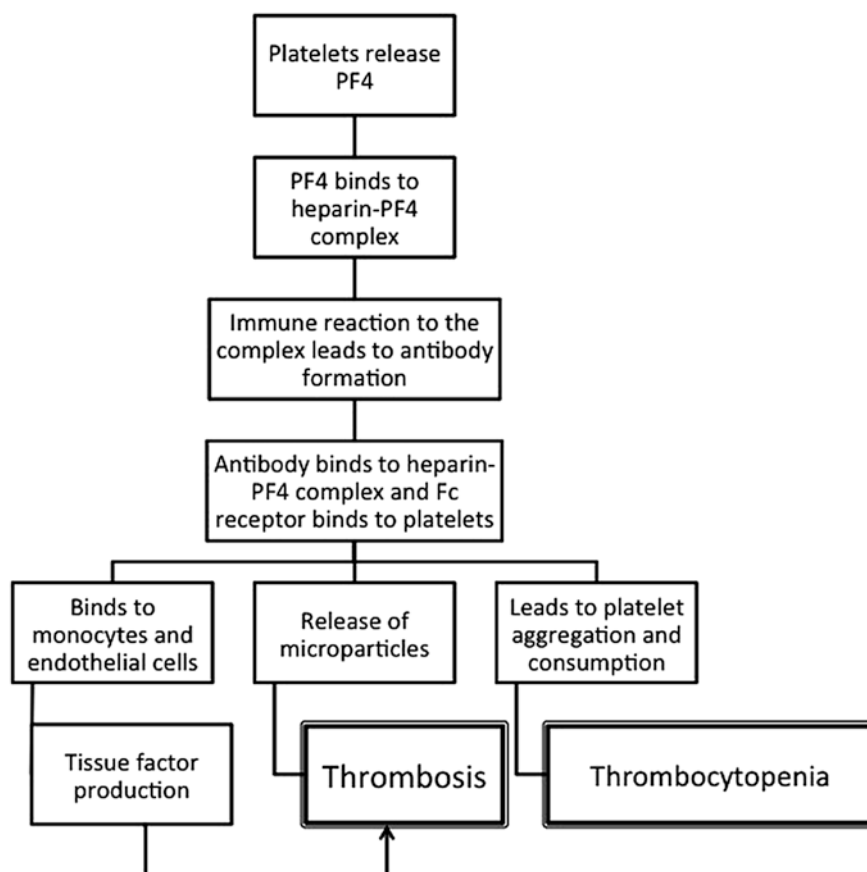 Platelets release
PF4
PF4 binds to
heparin-PF4
complex
Immune reaction to the
complex leads to antibody
formation
Antibody binds to heparin-
PF4 complex and Fc
receptor binds to platelets
Binds to
monocytes and
endothelial cells
Release of
microparticles
Leads to platelet
aggregation and
consumption
Tissue factor
production
Thrombosis
Thrombocytopenia